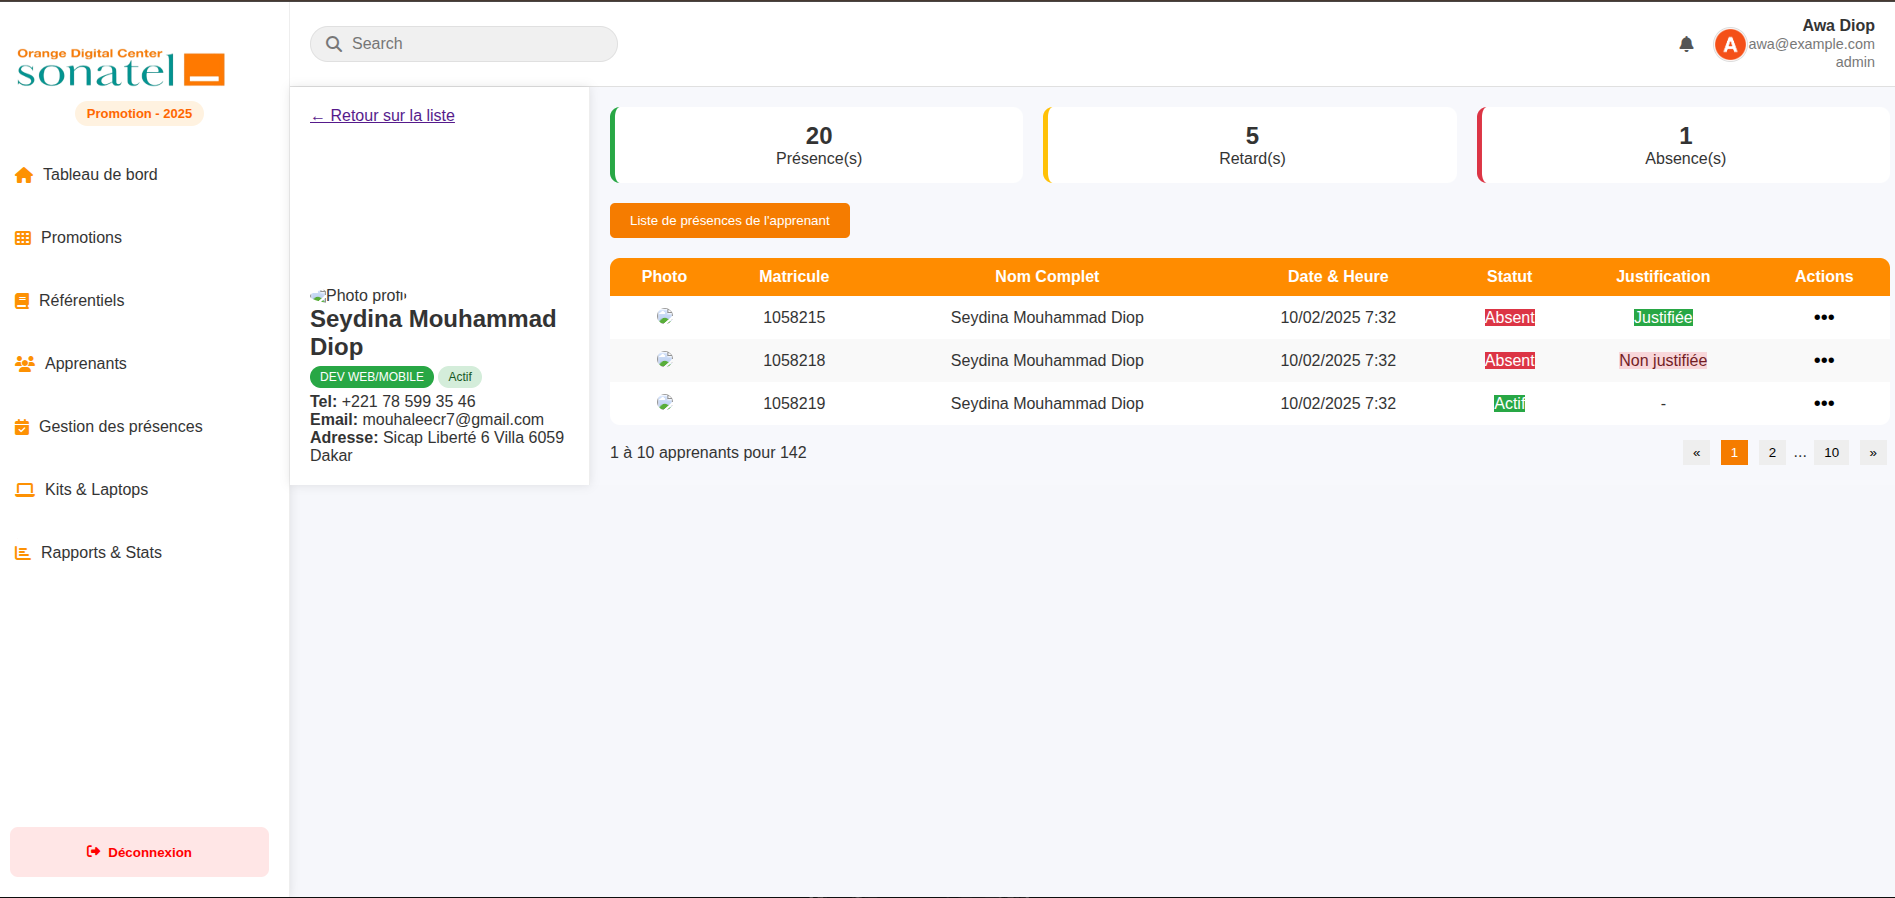 Orange Digital Center
sonatel
Promotion - 2025
Tableau de bord
Promotions
Référentiels
Apprenants
Gestion des présences
Kits & Laptops
Rapports & Stats
Déconnexion
Search
A
Awa Diop
awa@example.com
admin
← Retour sur la liste
Seydina Mouhammad
Diop
DEV WEB/MOBILE Actif
Tel: +221 78 599 35 46
Email: mouhaleecr7@gmail.com
Adresse: Sicap Liberté 6 Villa 6059
Dakar
20
Présence(s)
5
Retard(s)
1
Absence(s)
Liste de présences de l'apprenant
Photo Matricule Nom Complet Date & Heure Statut Justification Actions
1058215 Seydina Mouhammad Diop 10/02/2025 7:32 Absent Justifiée •••
1058218 Seydina Mouhammad Diop 10/02/2025 7:32 Absent Non justifiée •••
1058219 Seydina Mouhammad Diop 10/02/2025 7:32 Actif - •••
1 à 10 apprenants pour 142
« 1 2 ... 10 »